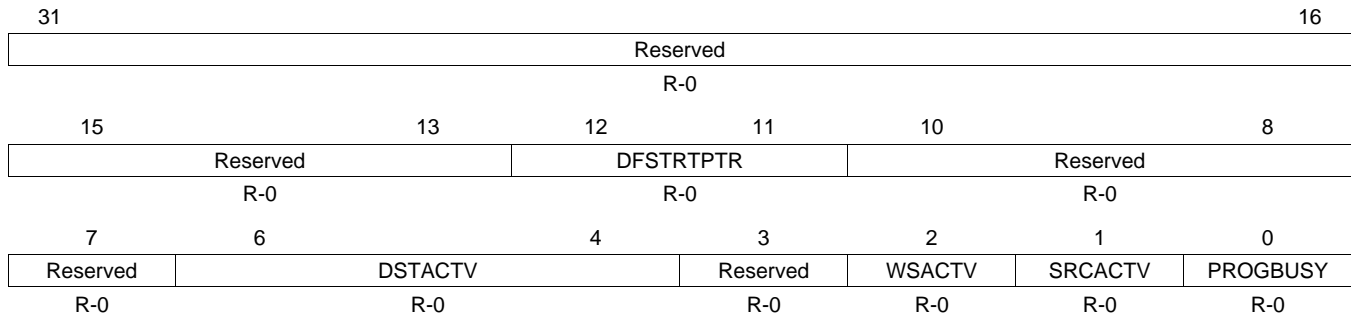 31 16
Reserved
R-0
15 13 12 11 10 8
Reserved DFSTRTPTR Reserved
R-0 R-0 R-0
7 6 4 3 2 1 0
Reserved DSTACTV Reserved WSACTV SRCACTV PROGBUSY
R-0 R-0 R-0 R-0 R-0 R-0